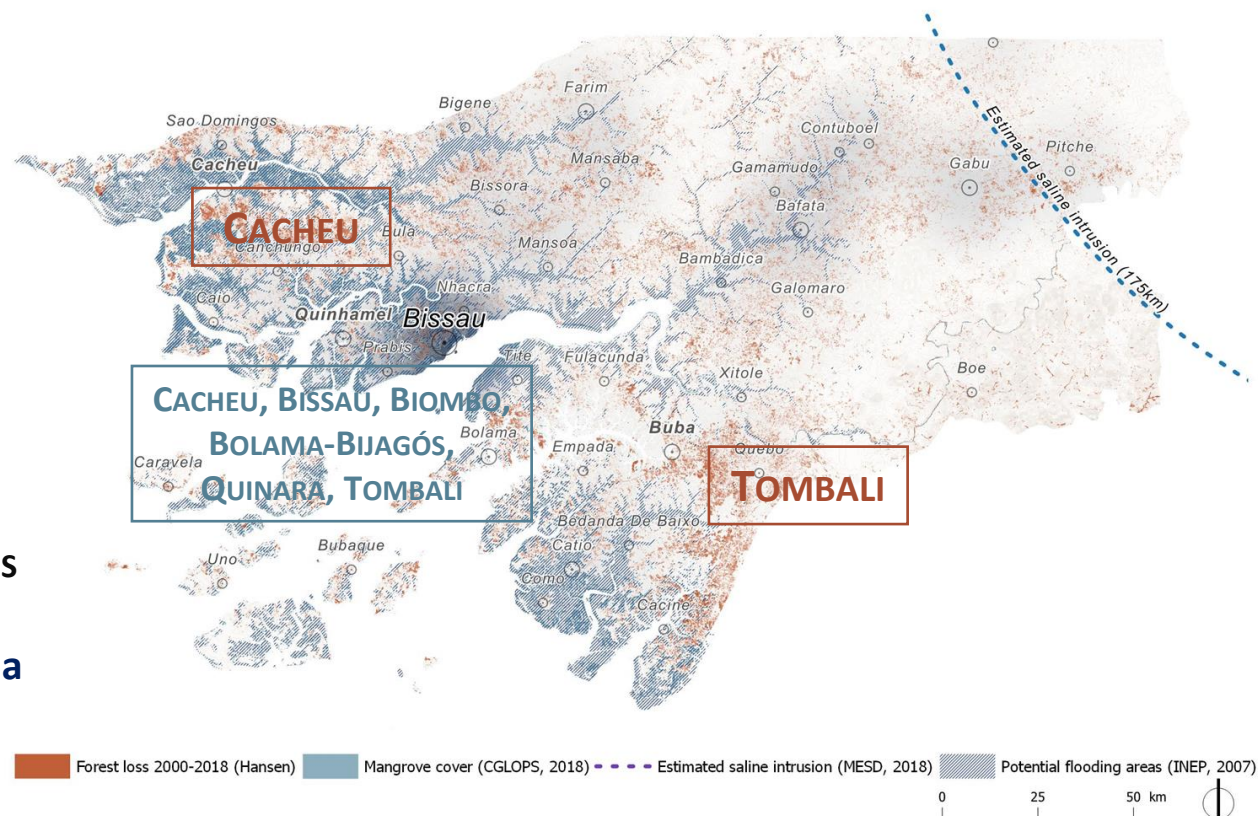 Farim
Bigene
Sao Domingos
Estimated saline intrusion (175km)
Contuboel
Pitche
Cacheu
Mansaba
Gamamudo
Gabu
Bissora
Bafata
CACHEU
Bula
Canchungo
Mansoa
Bambadica
Nhacra
Galomaro
Caio
Quinhamel
Bissau
Prabis
Tite
Fulacunda
Xitole
Boe
CACHEU, BISSAU, BIOMBO,
BOLAMA-BIJAGÓS,
QUINARA, TOMBALI
Bolama
Buba
Empada
Quebo
Caravela
TOMBALI
Bedanda De Baixo
Uno
Bubaque
Catio
s
Como
Cacine
a
Forest loss 2000-2018 (Hansen)  Mangrove cover (CGLOPS, 2018)  Estimated saline intrusion (MESD, 2018)  Potential flooding areas (INEP, 2007)
0 25 50 km